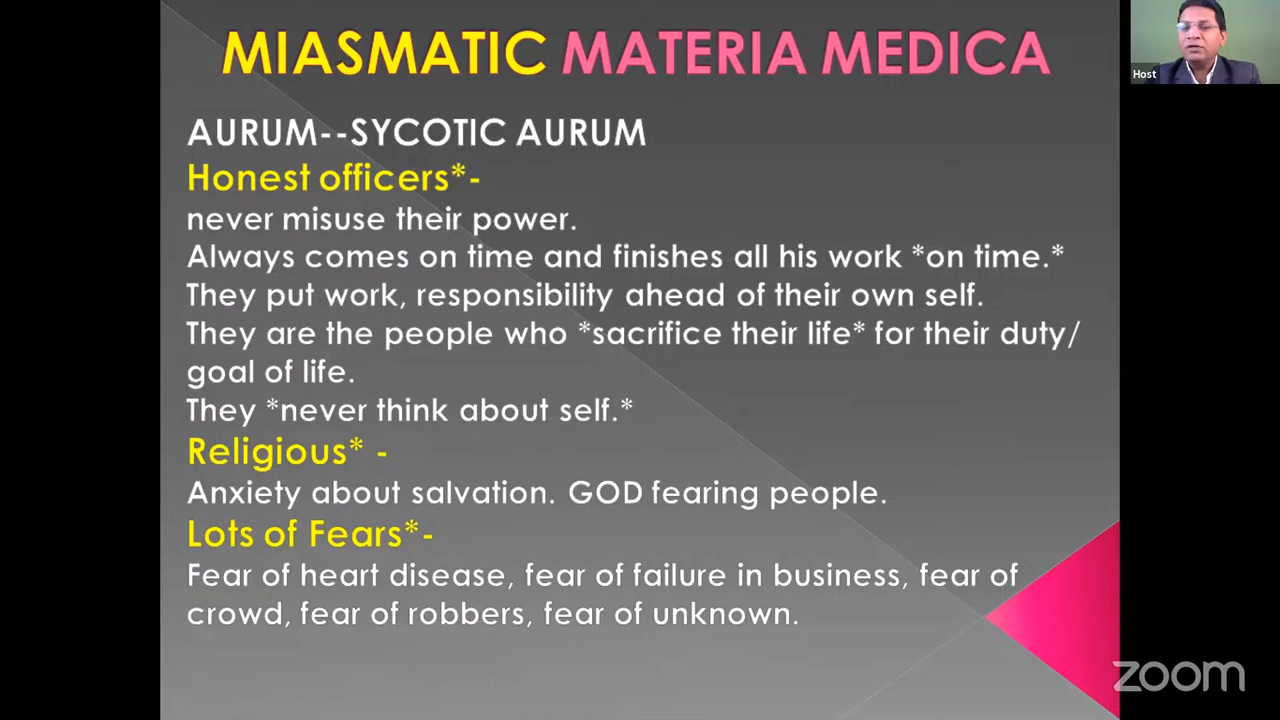 MIASMATIC MATERIA MEDICA
Host
AURUM--SYCOTIC AURUM
Honest officers*-
never misuse their power.
Always comes on time and finishes all his work *on time.*
They put work, responsibility ahead of their own self.
They are the people who *sacrifice their life* for their duty/
goal of life.
They *never think about self.*
Religious* -
Anxiety about salvation. GOD fearing people.
Lots of Fears*-
Fear of heart disease, fear of failure in business, fear of
crowd, fear of robbers, fear of unknown.
zoom